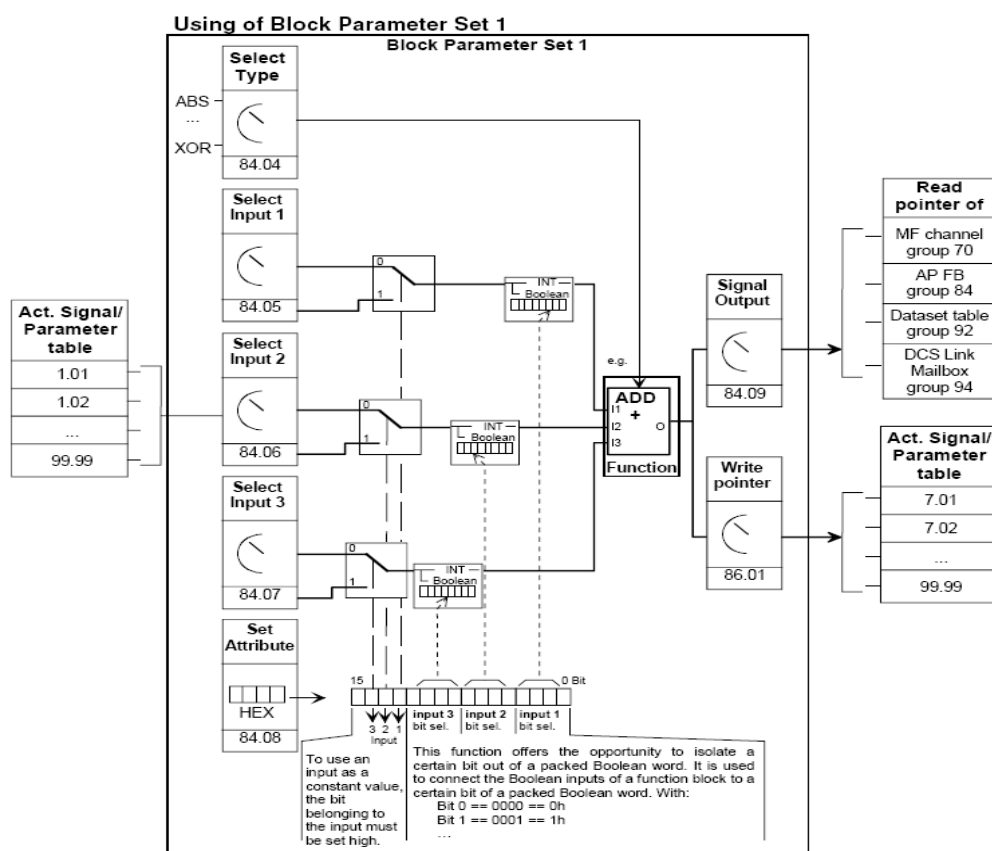 Using of Block Parameter Set 1
Block Parameter Set 1
Select
Type
ABS
...
XOR
84.04
Select
Input 1
0
1
84.05
INT
Boolean
Act. Signal/
Parameter
table
1.01
1.02
...
99.99
Select
Input 2
0
1
84.06
INT
Boolean
Select
Input 3
0
1
84.07
INT
Boolean
e.g.
ADD
+
I1
I2
I3
O
Function
Signal
Output
84.09
Write
pointer
86.01
Read
pointer of
MF channel
group 70
AP FB
group 84
Dataset table
group 92
DCS Link
Mailbox
group 94
Act. Signal/
Parameter
table
7.01
7.02
...
99.99
Set
Attribute
HEX
84.08
15
0 Bit
3 2 1
Input
input 3
bit sel.
input 2
bit sel.
input 1
bit sel.
To use an
input as a
constant value,
the bit
belonging to
the input must
be set high.
This function offers the opportunity to isolate a
certain bit out of a packed Boolean word. It is used
to connect the Boolean inputs of a function block to a
certain bit of a packed Boolean word. With:
Bit 0 == 0000 == 0h
Bit 1 == 0001 == 1h
...